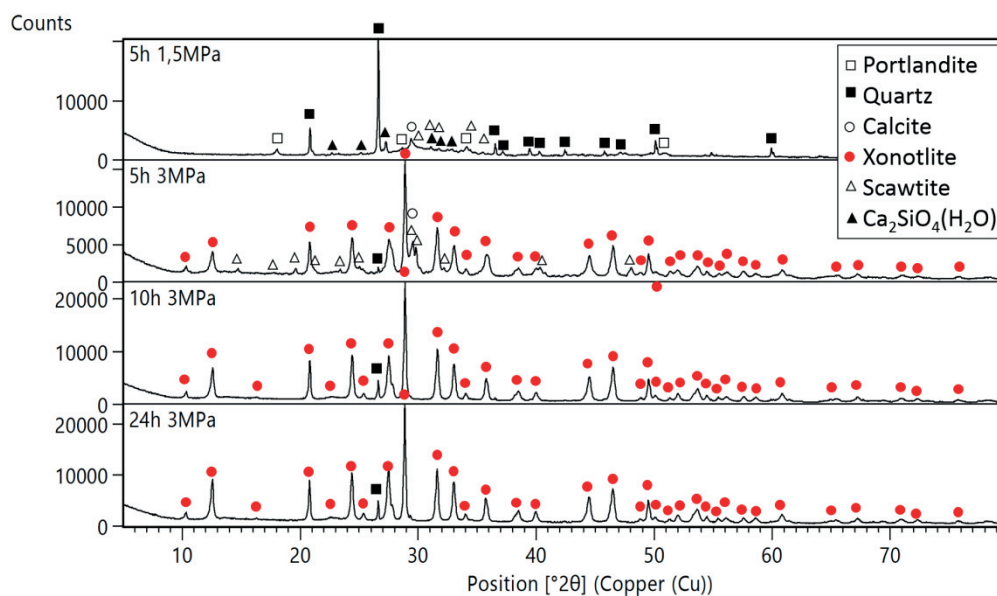 Counts
5h 1,5MPa
10000
0
Portlandite
Quartz
Calcite
Xonotlite
Scawtite
Ca₂SiO₄(H₂O)
5h 3MPa
10000
5000
0
10h 3MPa
20000
10000
0
24h 3MPa
20000
10000
0
10 20 30 40 50 60 70
Position [°2θ] (Copper (Cu))